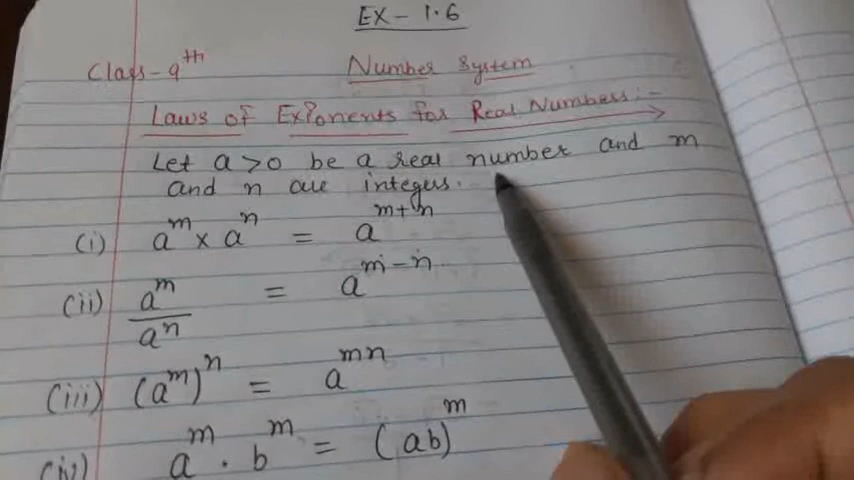 EX - 1.6
Class - 9th Number System
Laws of Exponents for Real Numbers:-
Let a>0 be a real number and m
and n are integers.
(i) a^m × a^n = a^{m+n}
(ii) a^m / a^n = a^{m-n}
(iii) (a^m)^n = a^{mn}
(iv) a^m . b^m = (ab)^m